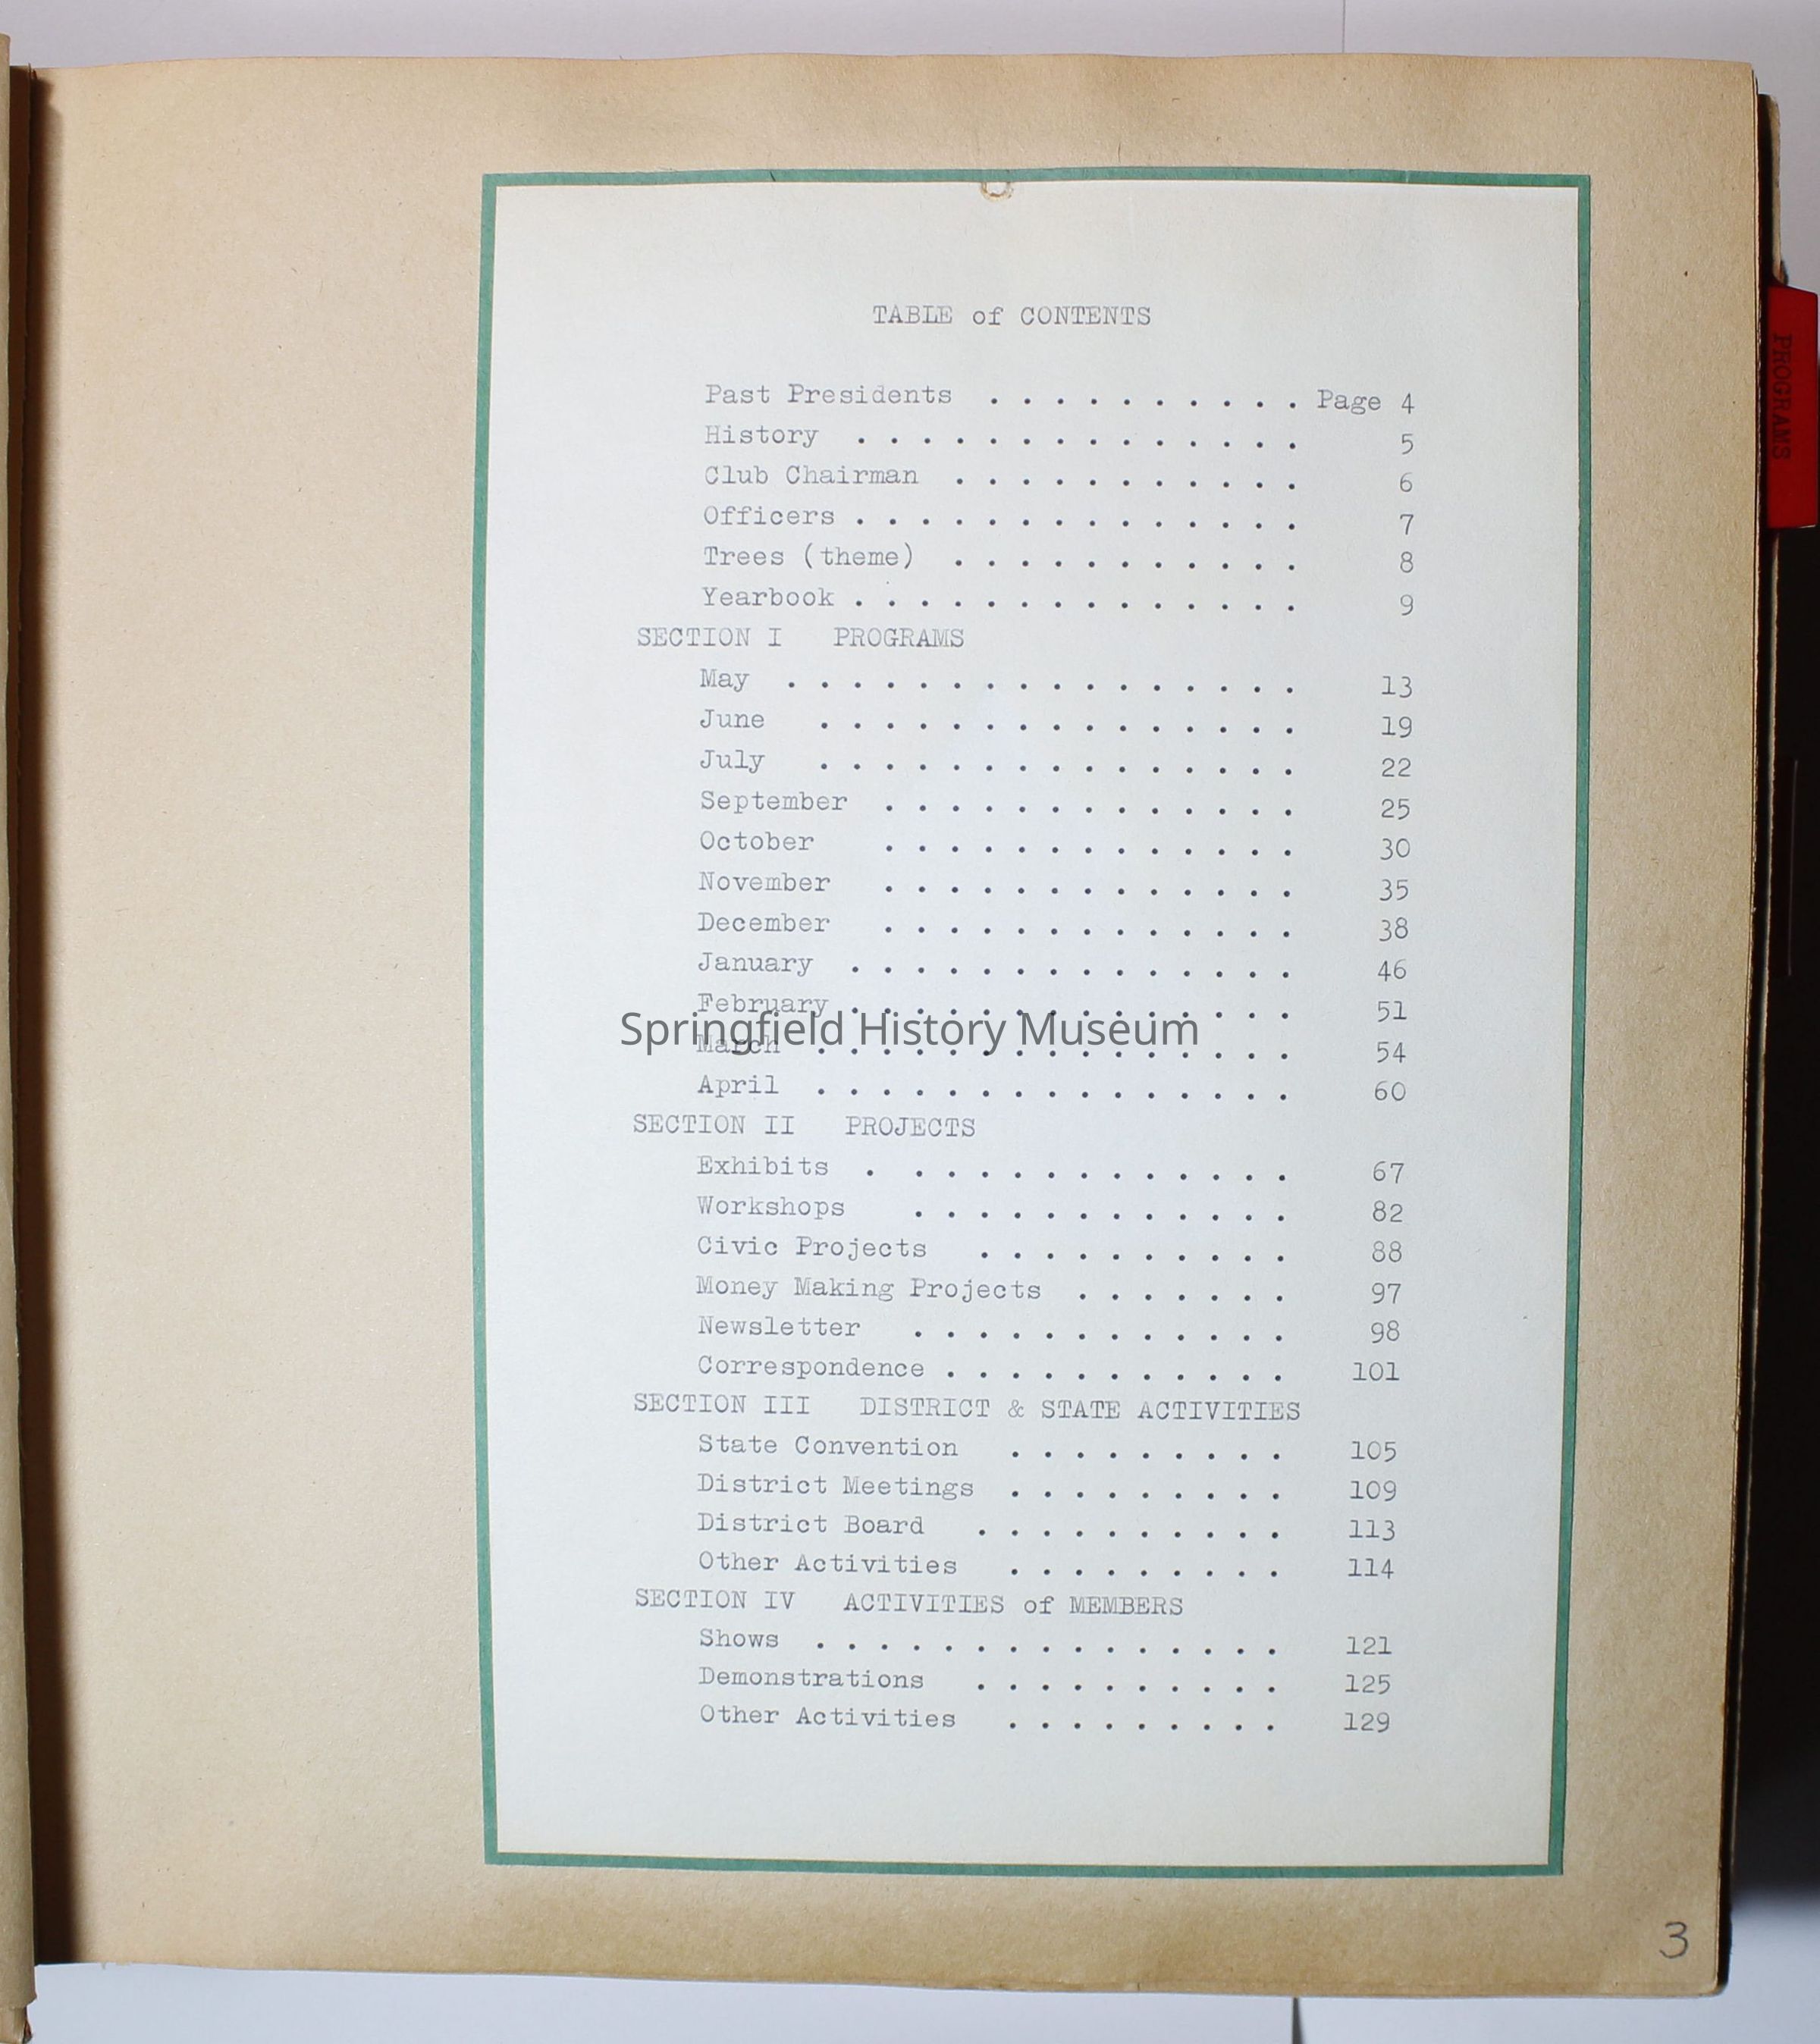 TABLE of CONTENTS
Past Presidents . . . . . . . . . . Page 4
History . . . . . . . . . . . . . . 5
Club Chairman . . . . . . . . . . . 6
Officers . . . . . . . . . . . . . . 7
Trees (theme) . . . . . . . . . . . 8
Yearbook . . . . . . . . . . . . . . 9
SECTION I PROGRAMS
May . . . . . . . . . . . . . . . . 13
June . . . . . . . . . . . . . . . 19
July . . . . . . . . . . . . . . . 22
September . . . . . . . . . . . . . 25
October . . . . . . . . . . . . . 30
November . . . . . . . . . . . . . 35
December . . . . . . . . . . . . . 38
January . . . . . . . . . . . . . . 46
February . . . . . . . . . . . . . . 51
Springfield History Museum
March . . . . . . . . . . . . . . . 54
April . . . . . . . . . . . . . . . 60
SECTION II PROJECTS
Exhibits . . . . . . . . . . . . . 67
Workshops . . . . . . . . . . . . 82
Civic Projects . . . . . . . . . . 88
Money Making Projects . . . . . . . 97
Newsletter . . . . . . . . . . . . 98
Correspondence . . . . . . . . . . . 101
SECTION III DISTRICT & STATE ACTIVITIES
State Convention . . . . . . . . . 105
District Meetings . . . . . . . . . 109
District Board . . . . . . . . . . 113
Other Activities . . . . . . . . . 114
SECTION IV ACTIVITIES of MEMBERS
Shows . . . . . . . . . . . . . . . 121
Demonstrations . . . . . . . . . . 125
Other Activities . . . . . . . . . 129
3
PROGRAMS